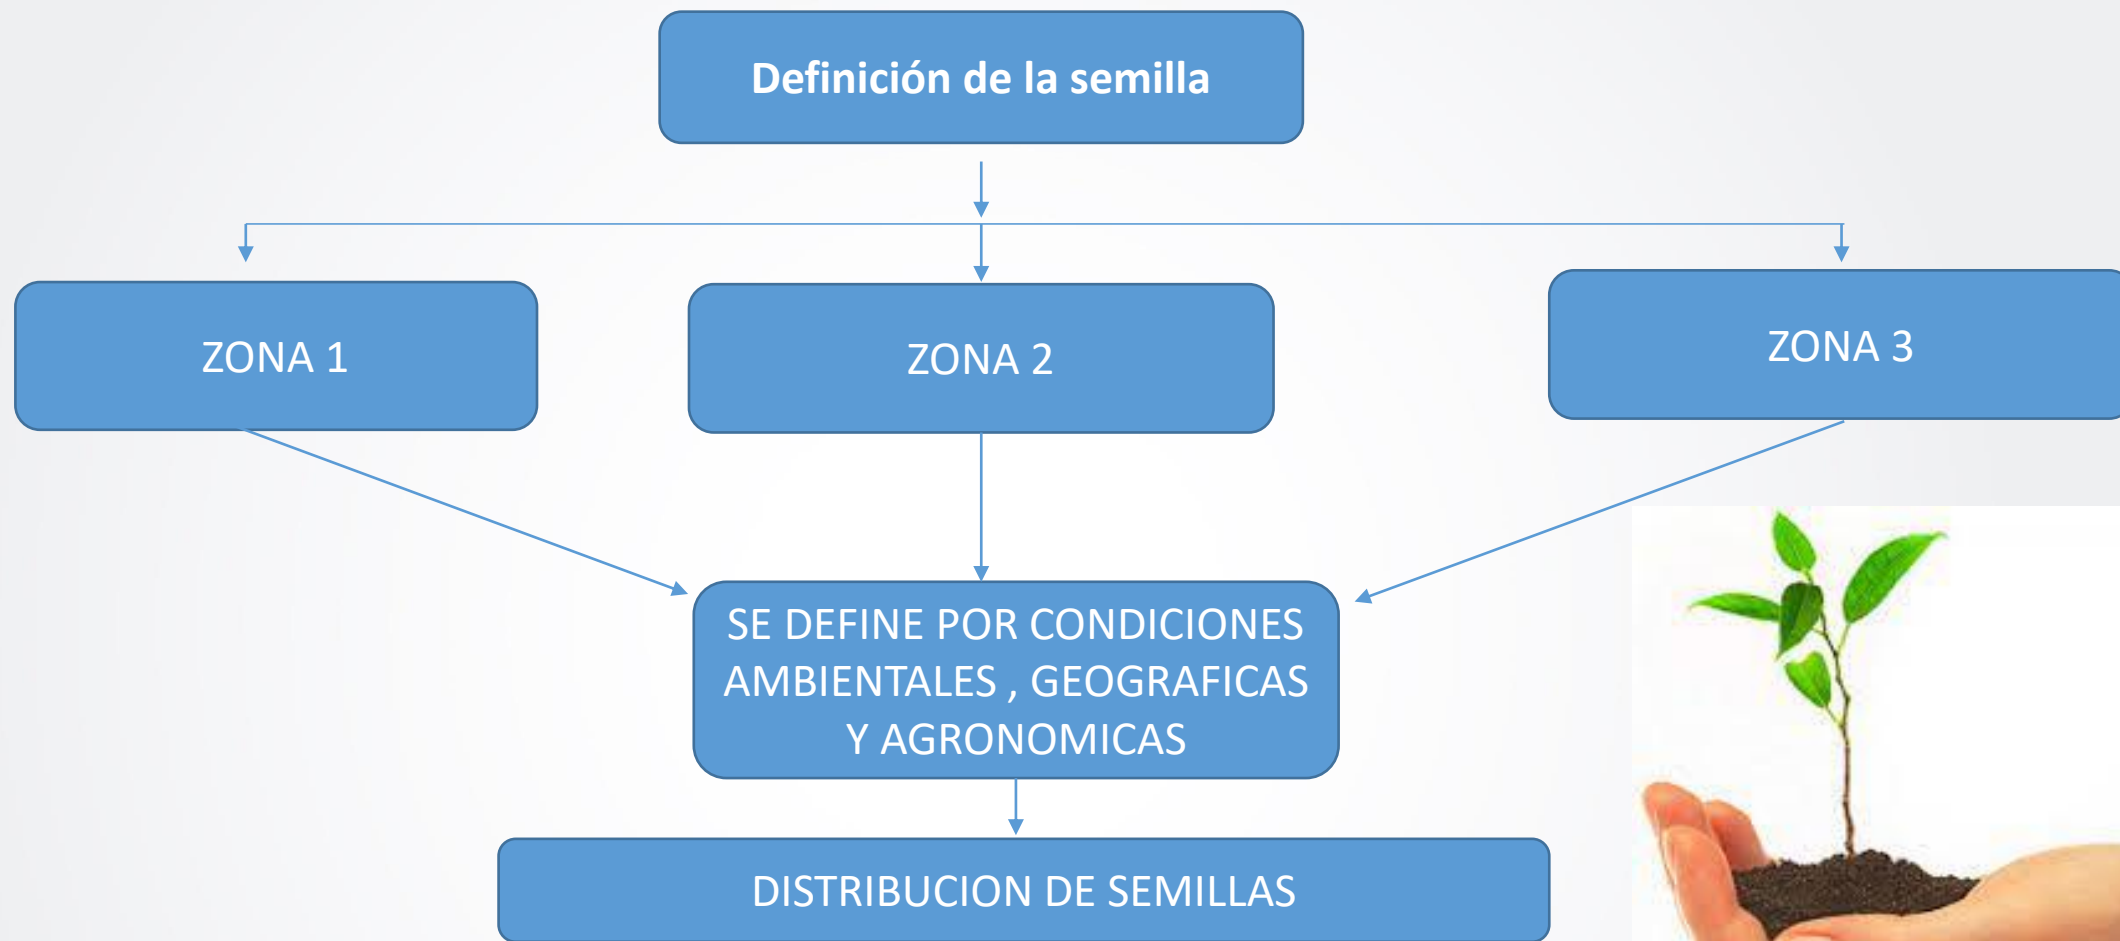 Definición de la semilla
ZONA 1
ZONA 2
ZONA 3
SE DEFINE POR CONDICIONES
AMBIENTALES , GEOGRAFICAS
Y AGRONOMICAS
DISTRIBUCION DE SEMILLAS